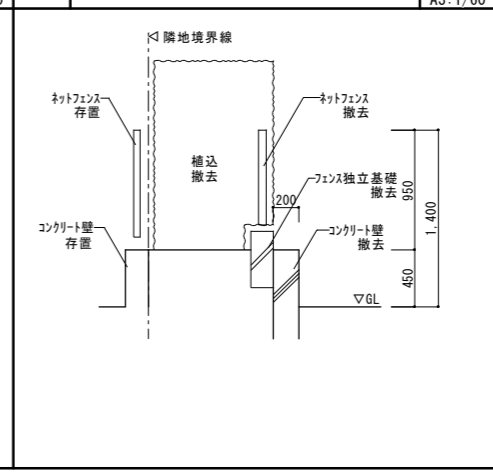 A3:1/60
隣地境界線
ﾈｯﾄﾌｪﾝｽ
存置
ﾈｯﾄﾌｪﾝｽ
撤去
植込
撤去
ﾌｪﾝｽ独立基礎
撤去
200
ｺﾝｸﾘｰﾄ壁
存置
ｺﾝｸﾘｰﾄ壁
撤去
950
1,400
450
▽GL